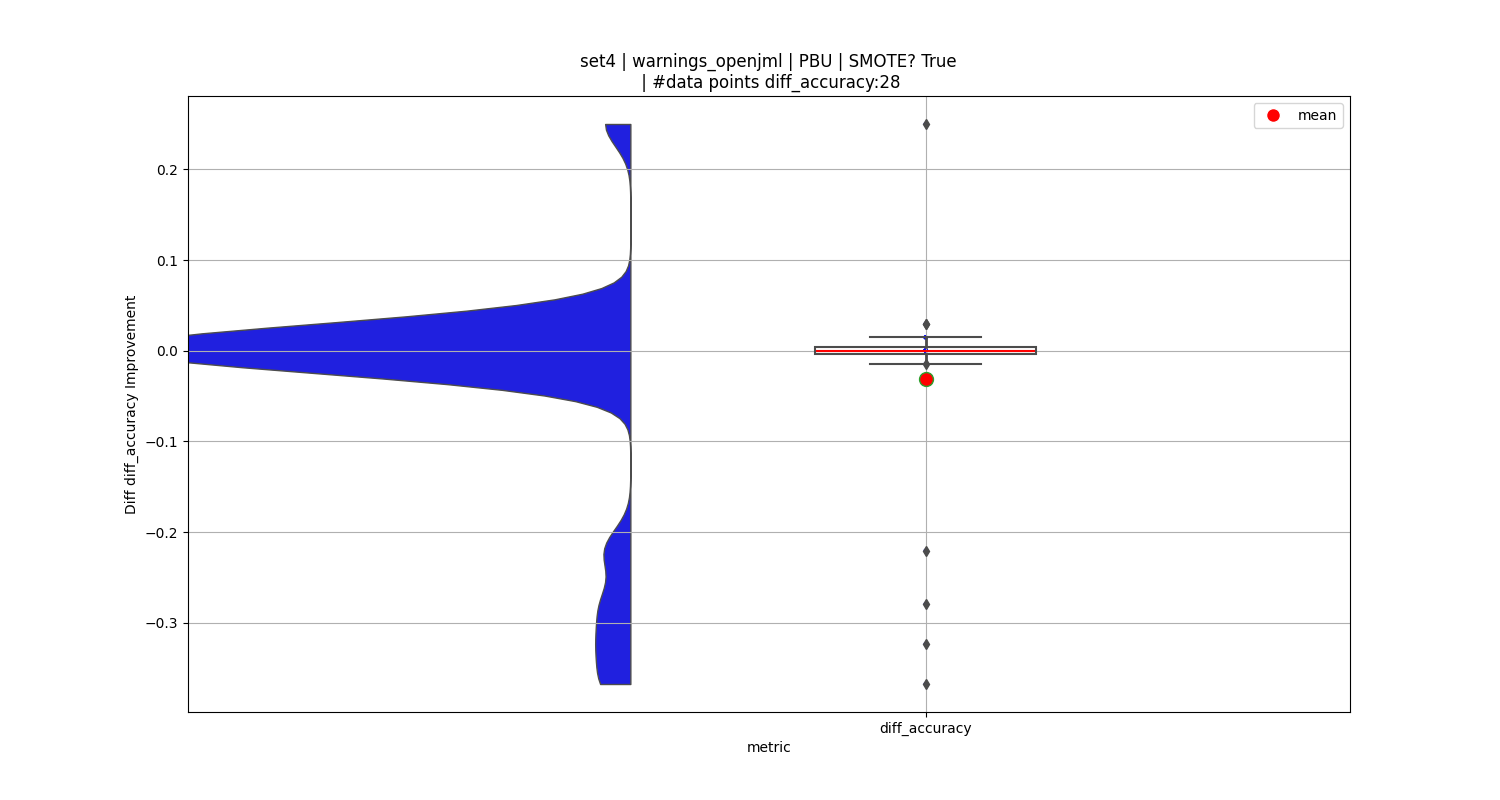 set4 | warnings_openjml | PBU | SMOTE? True
| #data points diff_accuracy:28
mean
0.2
0.1
0.0
−0.1
−0.2
−0.3
Diff diff_accuracy Improvement
diff_accuracy
metric